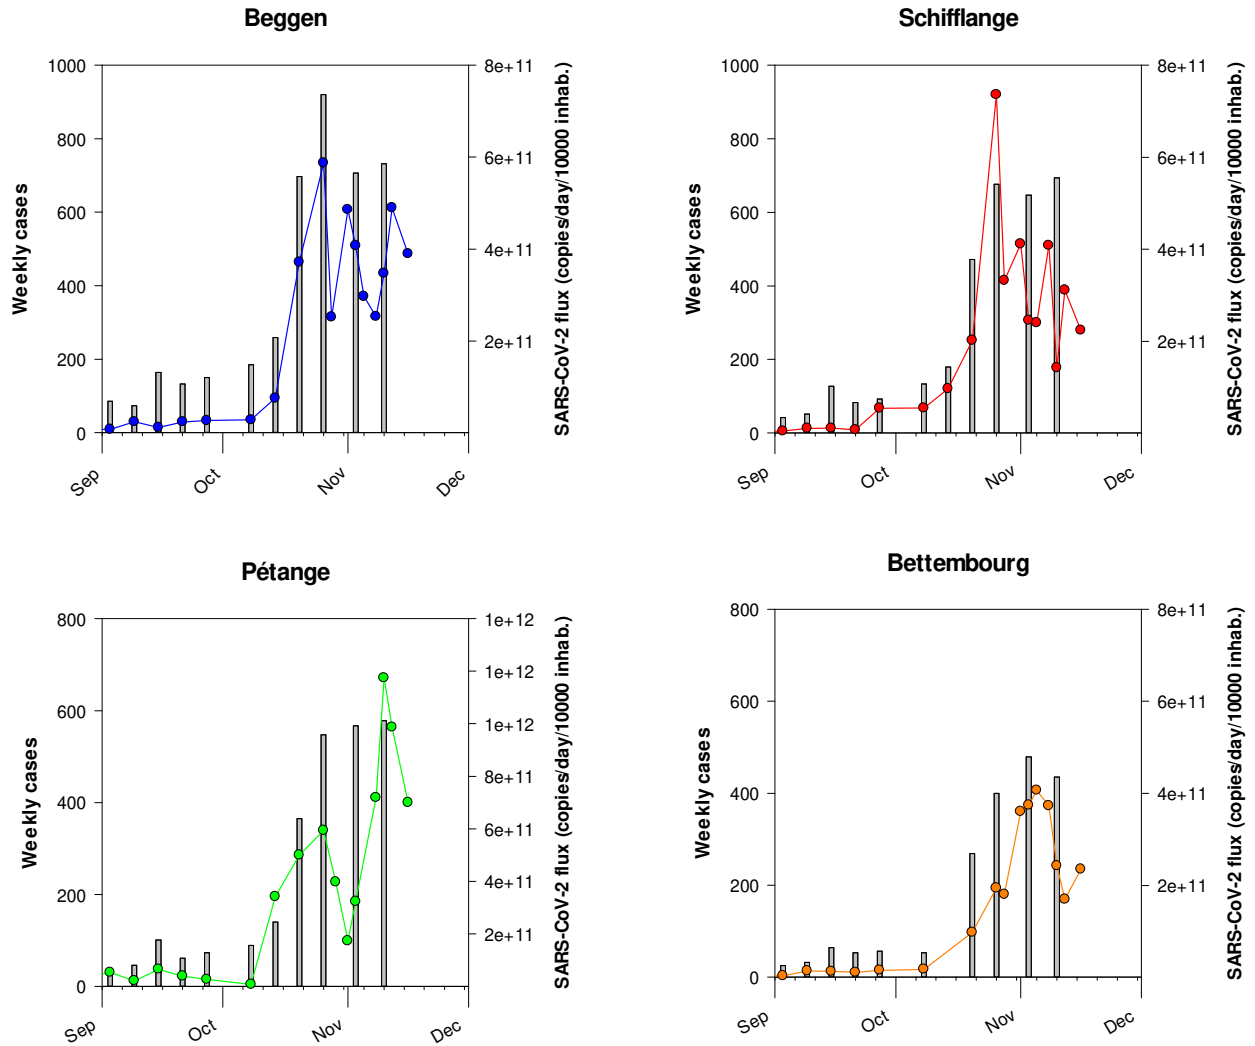 Beggen
1000
800
600
400
200
0
Weekly cases
8e+11
6e+11
4e+11
2e+11
SARS-CoV-2 flux (copies/day/10000 inhab.)
Sep
Oct
Nov
Dec
Schifflange
1000
800
600
400
200
0
Weekly cases
8e+11
6e+11
4e+11
2e+11
SARS-CoV-2 flux (copies/day/10000 inhab.)
Sep
Oct
Nov
Dec
Pétange
800
600
400
200
0
Weekly cases
1e+12
1e+12
1e+12
8e+11
6e+11
4e+11
2e+11
SARS-CoV-2 flux (copies/day/10000 inhab.)
Sep
Oct
Nov
Dec
Bettembourg
800
600
400
200
0
Weekly cases
8e+11
6e+11
4e+11
2e+11
SARS-CoV-2 flux (copies/day/10000 inhab.)
Sep
Oct
Nov
Dec